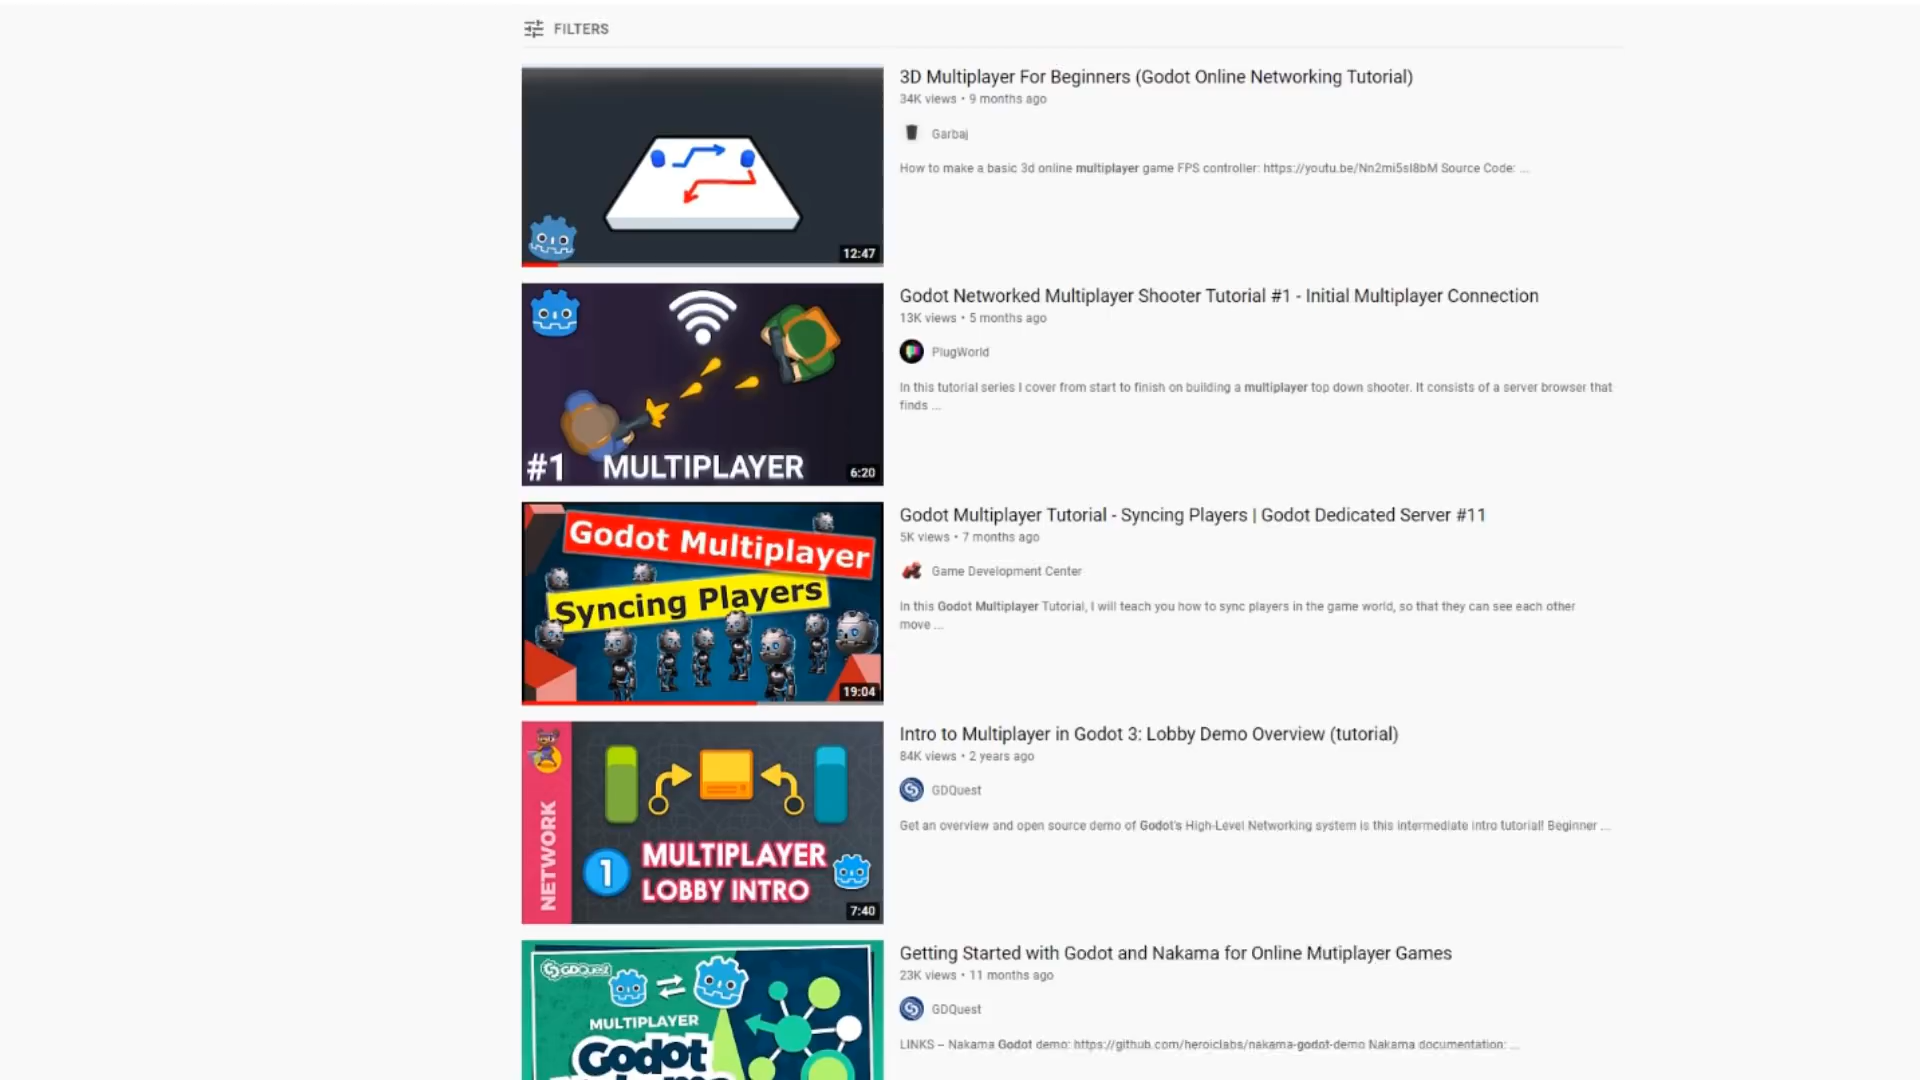 FILTERS
3D Multiplayer For Beginners (Godot Online Networking Tutorial)
34K views • 9 months ago
Garbaj
How to make a basic 3d online multiplayer game FPS controller: https://youtu.be/Nn2mi5sI8bM Source Code: ...
12:47
Godot Networked Multiplayer Shooter Tutorial #1 - Initial Multiplayer Connection
13K views • 5 months ago
PlugWorld
In this tutorial series I cover from start to finish on building a multiplayer top down shooter. It consists of a server browser that
finds ...
#1 MULTIPLAYER
6:20
Godot Multiplayer Tutorial - Syncing Players | Godot Dedicated Server #11
5K views • 7 months ago
Game Development Center
In this Godot Multiplayer Tutorial, I will teach you how to sync players in the game world, so that they can see each other
move ...
Godot Multiplayer
Syncing Players
19:04
Intro to Multiplayer in Godot 3: Lobby Demo Overview (tutorial)
84K views • 2 years ago
GDQuest
Get an overview and open source demo of Godot's High-Level Networking system is this intermediate intro tutorial! Beginner ...
NETWORK
1
MULTIPLAYER
LOBBY INTRO
7:40
Getting Started with Godot and Nakama for Online Mutiplayer Games
23K views • 11 months ago
GDQuest
LINKS – Nakama Godot demo: https://github.com/heroiclabs/nakama-godot-demo Nakama documentation: ...
GDQuest
MULTIPLAYER
Godot